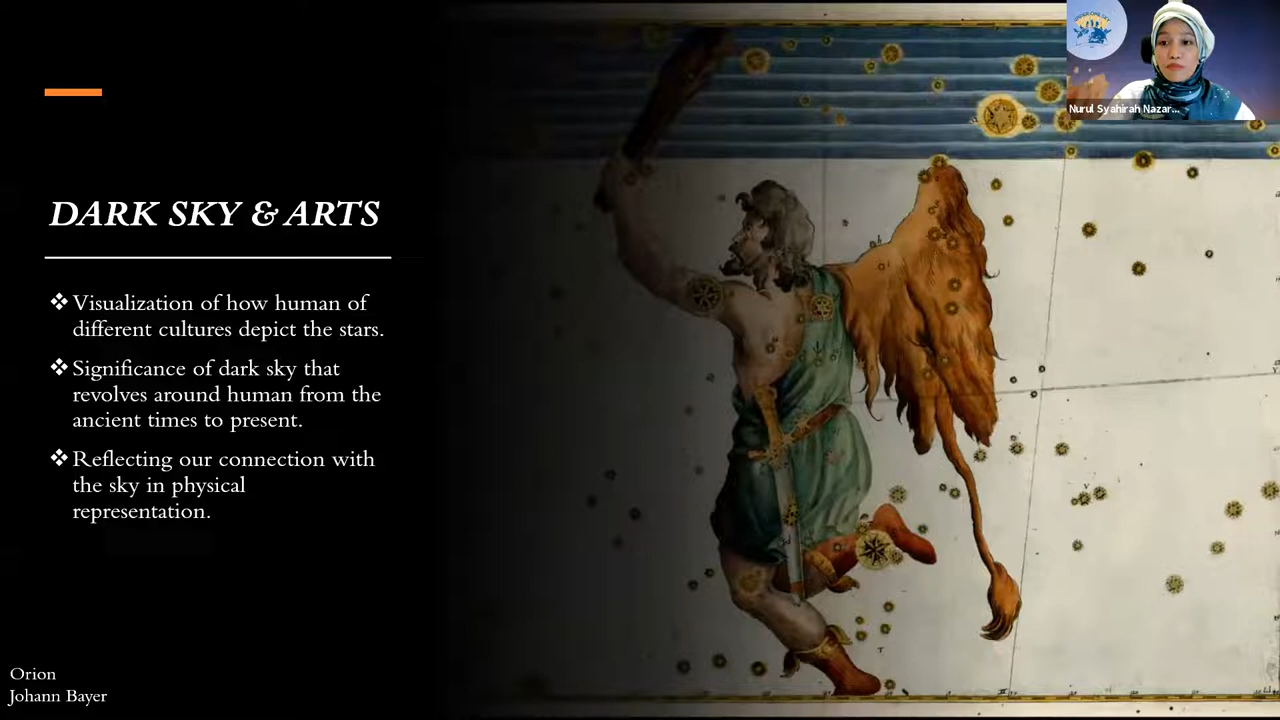 Nurul Syahirah Nazar...
DARK SKY & ARTS
❖ Visualization of how human of
different cultures depict the stars.
❖ Significance of dark sky that
revolves around human from the
ancient times to present.
❖ Reflecting our connection with
the sky in physical
representation.
Orion
Johann Bayer